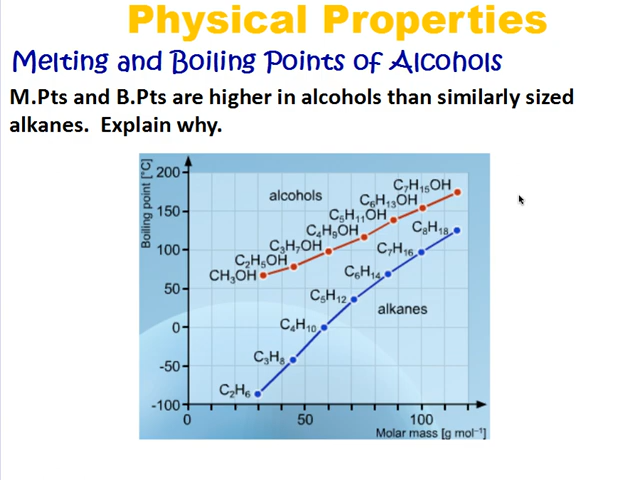 Physical Properties
Melting and Boiling Points of Alcohols
M.Pts and B.Pts are higher in alcohols than similarly sized
alkanes.  Explain why.
Boiling point [°C]
200
150
100
50
0
-50
-100
alcohols
C₇H₁₅OH
C₆H₁₃OH
C₅H₁₁OH
C₄H₉OH
C₃H₇OH
C₂H₅OH
CH₃OH
C₈H₁₈
C₇H₁₆
C₆H₁₄
C₅H₁₂
alkanes
C₄H₁₀
C₃H₈
C₂H₆
0
50
100
Molar mass [g mol⁻¹]